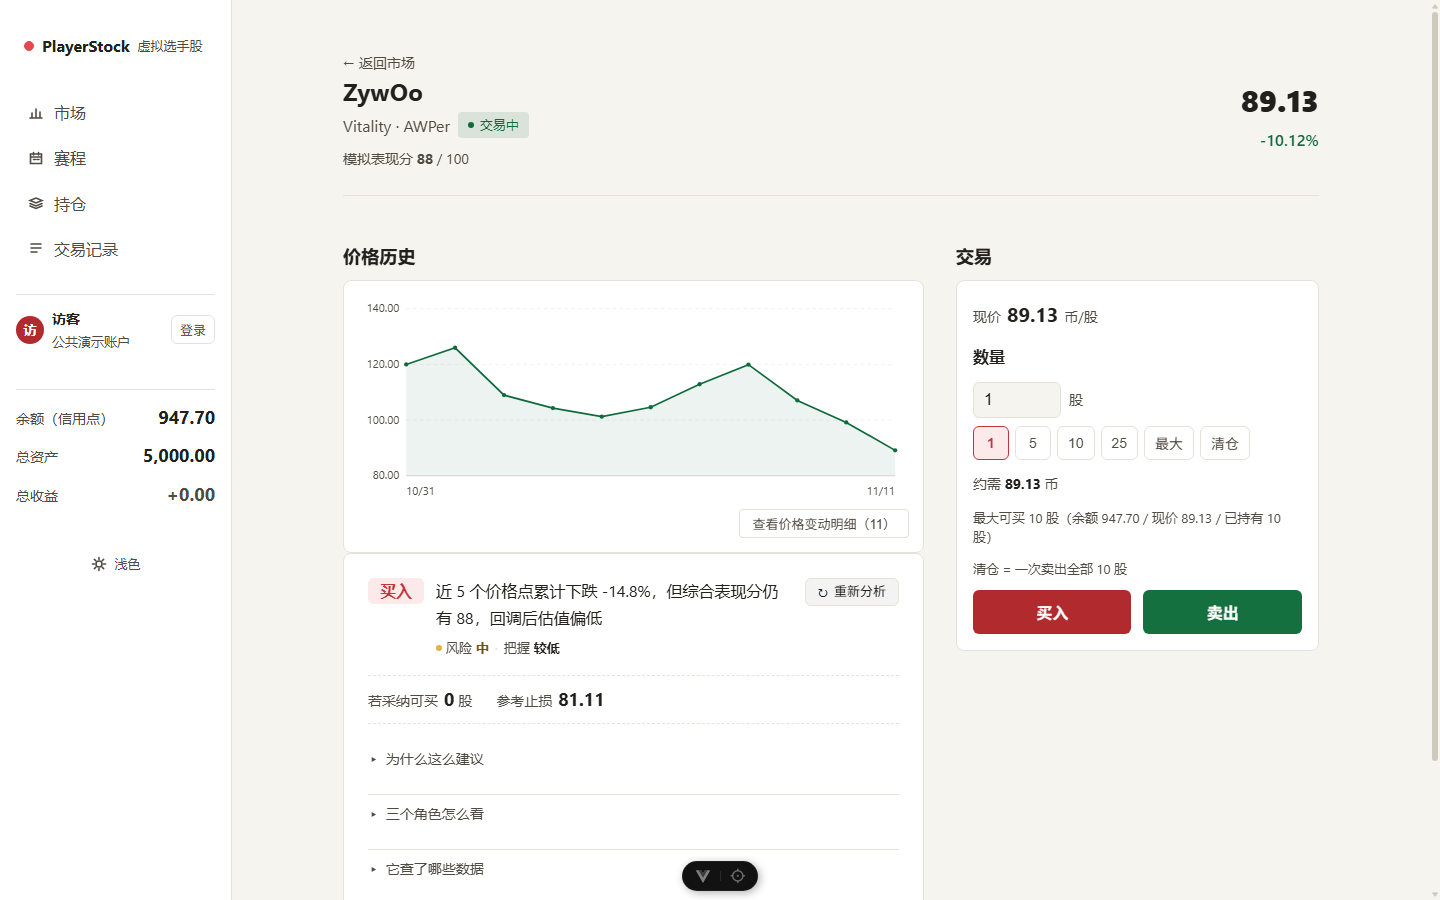 PlayerStock 虚拟选手股
市场
赛程
持仓
交易记录
访
访客
公共演示账户
登录
余额（信用点） 947.70
总资产 5,000.00
总收益 +0.00
浅色
← 返回市场
ZywOo
Vitality · AWPer 交易中
模拟表现分 88 / 100
89.13
-10.12%
价格历史
140.00
120.00
100.00
80.00
10/31 11/11
查看价格变动明细（11）
买入
近 5 个价格点累计下跌 -14.8%，但综合表现分仍
有 88，回调后估值偏低
风险 中 · 把握 较低
↻ 重新分析
若采纳可买 0 股 参考止损 81.11
▸ 为什么这么建议
▸ 三个角色怎么看
▸ 它查了哪些数据
交易
现价 89.13 币/股
数量
1 股
1 5 10 25 最大 清仓
约需 89.13 币
最大可买 10 股（余额 947.70 / 现价 89.13 / 已持有 10
股）
清仓 = 一次卖出全部 10 股
买入 卖出